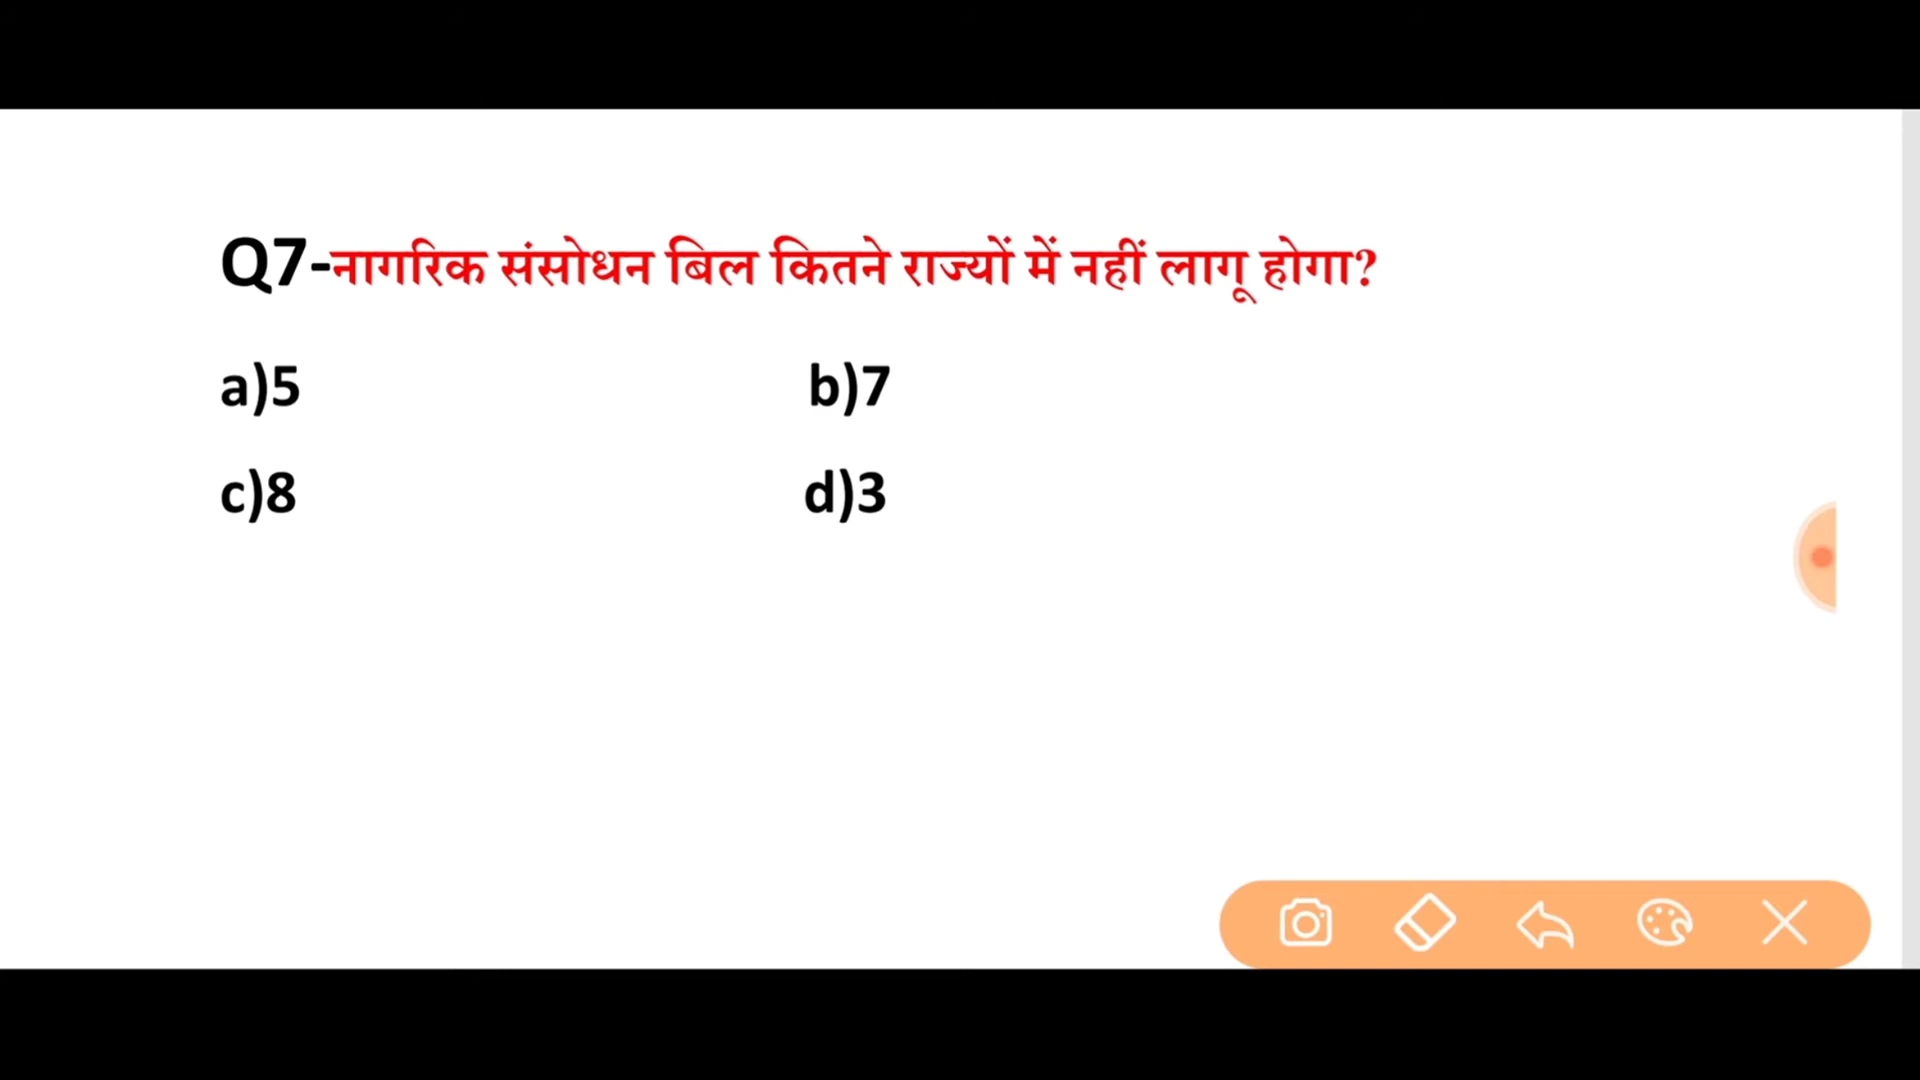 Q7-नागरिक संसोधन बिल कितने राज्यों में नहीं लागू होगा?
a)5 b)7
c)8 d)3